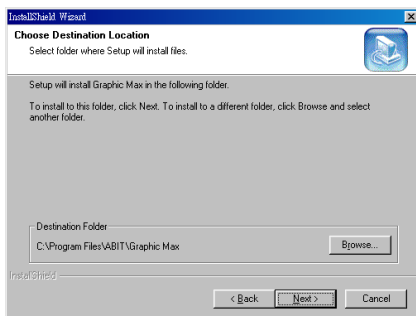 InstallShield Wizard
Choose Destination Location
Select folder where Setup will install files.
Setup will install Graphic Max in the following folder.
To install to this folder, click Next. To install to a different folder, click Browse and select
another folder.
Destination Folder
C:\Program Files\ABIT\Graphic Max
Browse...
InstallShield
< Back
Next >
Cancel